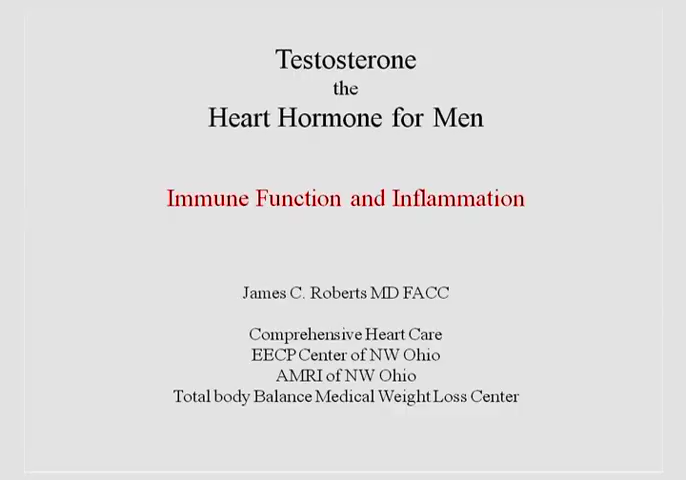 Testosterone
the
Heart Hormone for Men
Immune Function and Inflammation
James C. Roberts MD FACC
Comprehensive Heart Care
EECP Center of NW Ohio
AMRI of NW Ohio
Total body Balance Medical Weight Loss Center